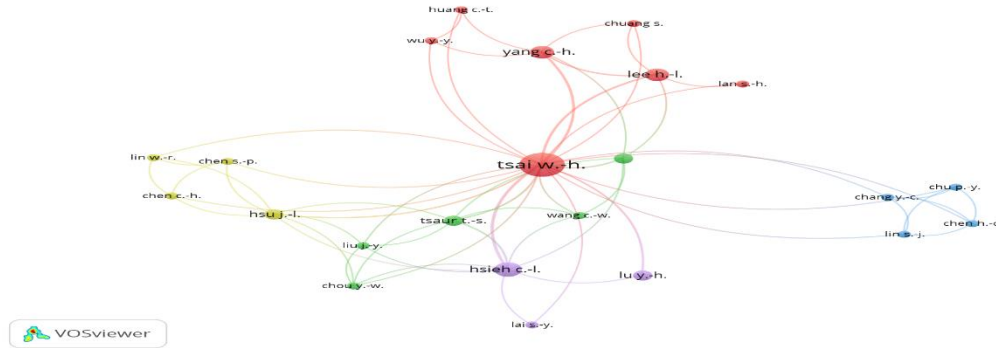 huang c.-t.
chuang s.
wu y.-y.
yang c.-h.
lee h.-l.
lan s.-h.
lin w.-r.
chen s.-p.
tsai w.-h.
chu p. y.
chen c.-h.
chang y.-c.
hsu j.-l.
tsaur t.-s.
wang c.-w.
chen h.-c
lin s.-j.
liu j.-y.
hsieh c.-l.
lu y.-h.
chou y.-w.
lai s.-y.
VOSviewer